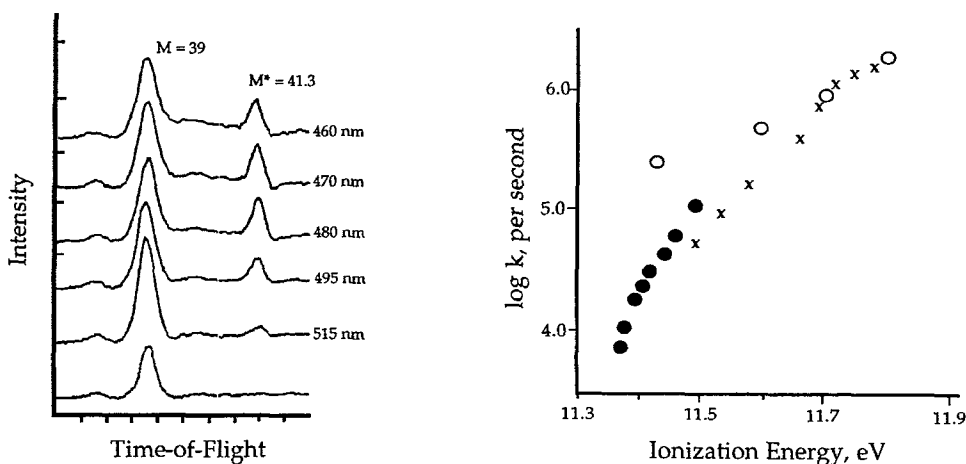 M = 39
M* = 41.3
460 nm
470 nm
480 nm
495 nm
515 nm
Intensity
Time-of-Flight
log k, per second
6.0
5.0
4.0
11.3
11.5
11.7
11.9
Ionization Energy, eV